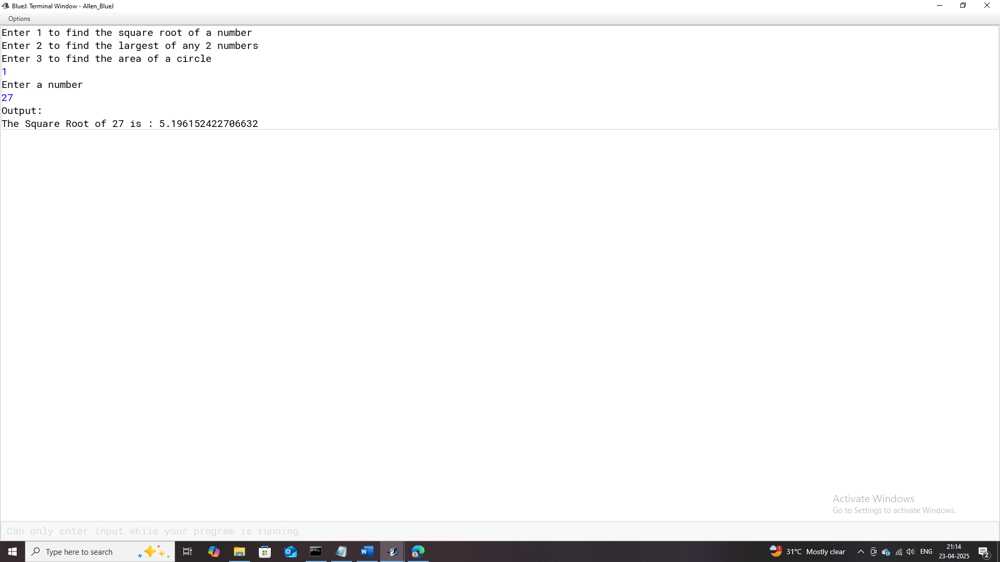 BlueJ: Terminal Window - Allen_BlueJ
Options
Enter 1 to find the square root of a number
Enter 2 to find the largest of any 2 numbers
Enter 3 to find the area of a circle
1
Enter a number
27
Output:
The Square Root of 27 is : 5.196152422706632
Activate Windows
Go to Settings to activate Windows.
Can only enter input while your program is running
Type here to search
1
31°C Mostly clear
ENG
21:14
23-04-2025
2